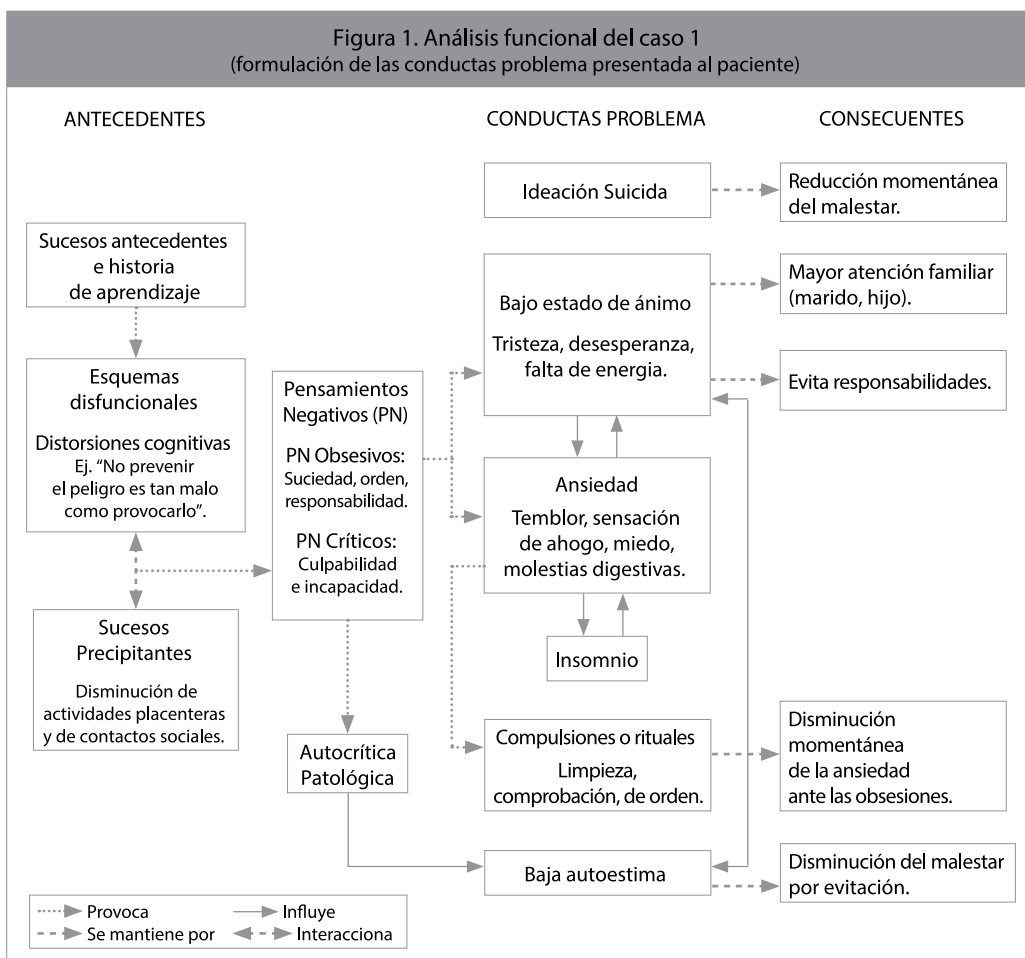 Figura 1. Análisis funcional del caso 1
(formulación de las conductas problema presentada al paciente)
ANTECEDENTES
CONDUCTAS PROBLEMA
CONSECUENTES
Sucesos antecedentes
e historia
de aprendizaje
Esquemas
disfuncionales
Distorsiones cognitivas
Ej. “No prevenir
el peligro es tan malo
como provocarlo”.
Sucesos
Precipitantes
Disminución de
actividades placenteras
y de contactos sociales.
Pensamientos
Negativos (PN)
PN Obsesivos:
Suciedad, orden,
responsabilidad.
PN Críticos:
Culpabilidad
e incapacidad.
Autocrítica
Patológica
Ideación Suicida
Bajo estado de ánimo
Tristeza, desesperanza,
falta de energia.
Ansiedad
Temblor, sensación
de ahogo, miedo,
molestias digestivas.
Insomnio
Compulsiones o rituales
Limpieza,
comprobación, de orden.
Baja autoestima
Reducción momentánea
del malestar.
Mayor atención familiar
(marido, hijo).
Evita responsabilidades.
Disminución
momentánea
de la ansiedad
ante las obsesiones.
Disminución del malestar
por evitación.
Provoca
Influye
Se mantiene por
Interacciona